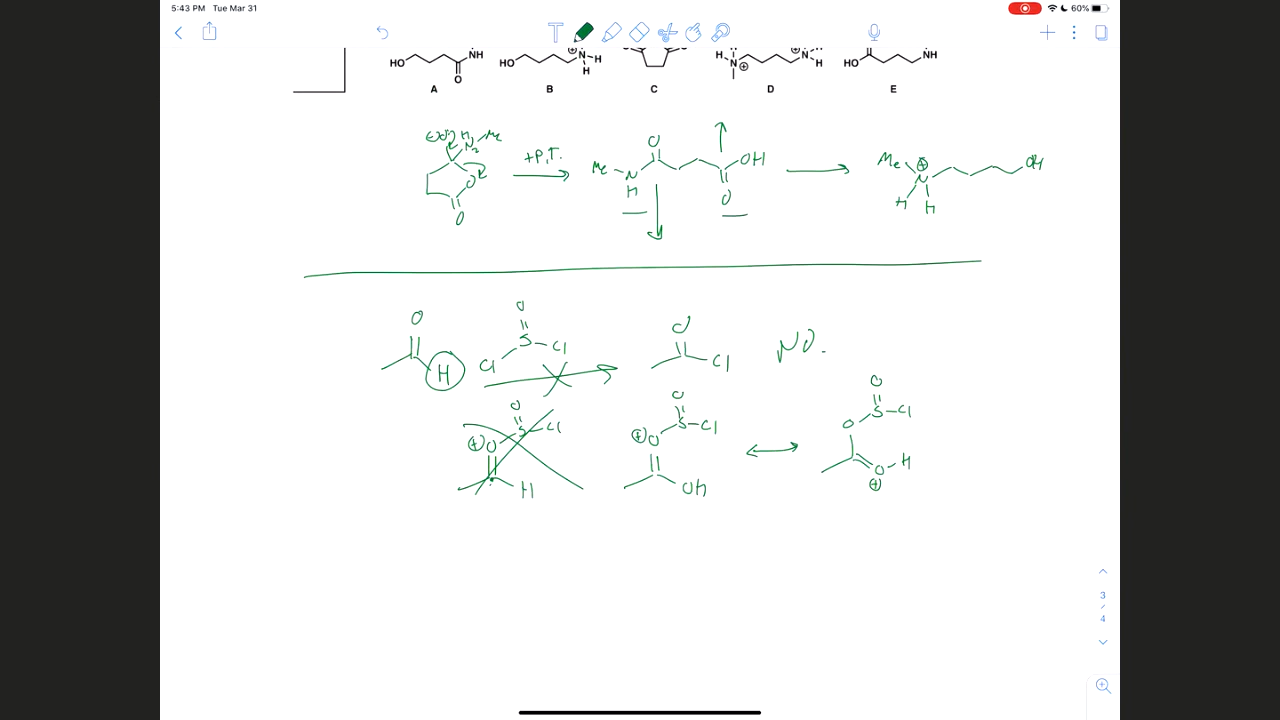 5:43 PM Tue Mar 31
60%
T
HO NH O
HO N H H ⊕
H N ⊕ ⊕ N H H
HO O NH
A B C D E
H Me
N
O
O
+P.T.
Me N H O OH O
Me ⊕ N H H OH
O H
O S Cl Cl
O Cl
NO.
O S Cl ⊕ O H
O S Cl ⊕ O OH
O S Cl O O H ⊕
3
/
4